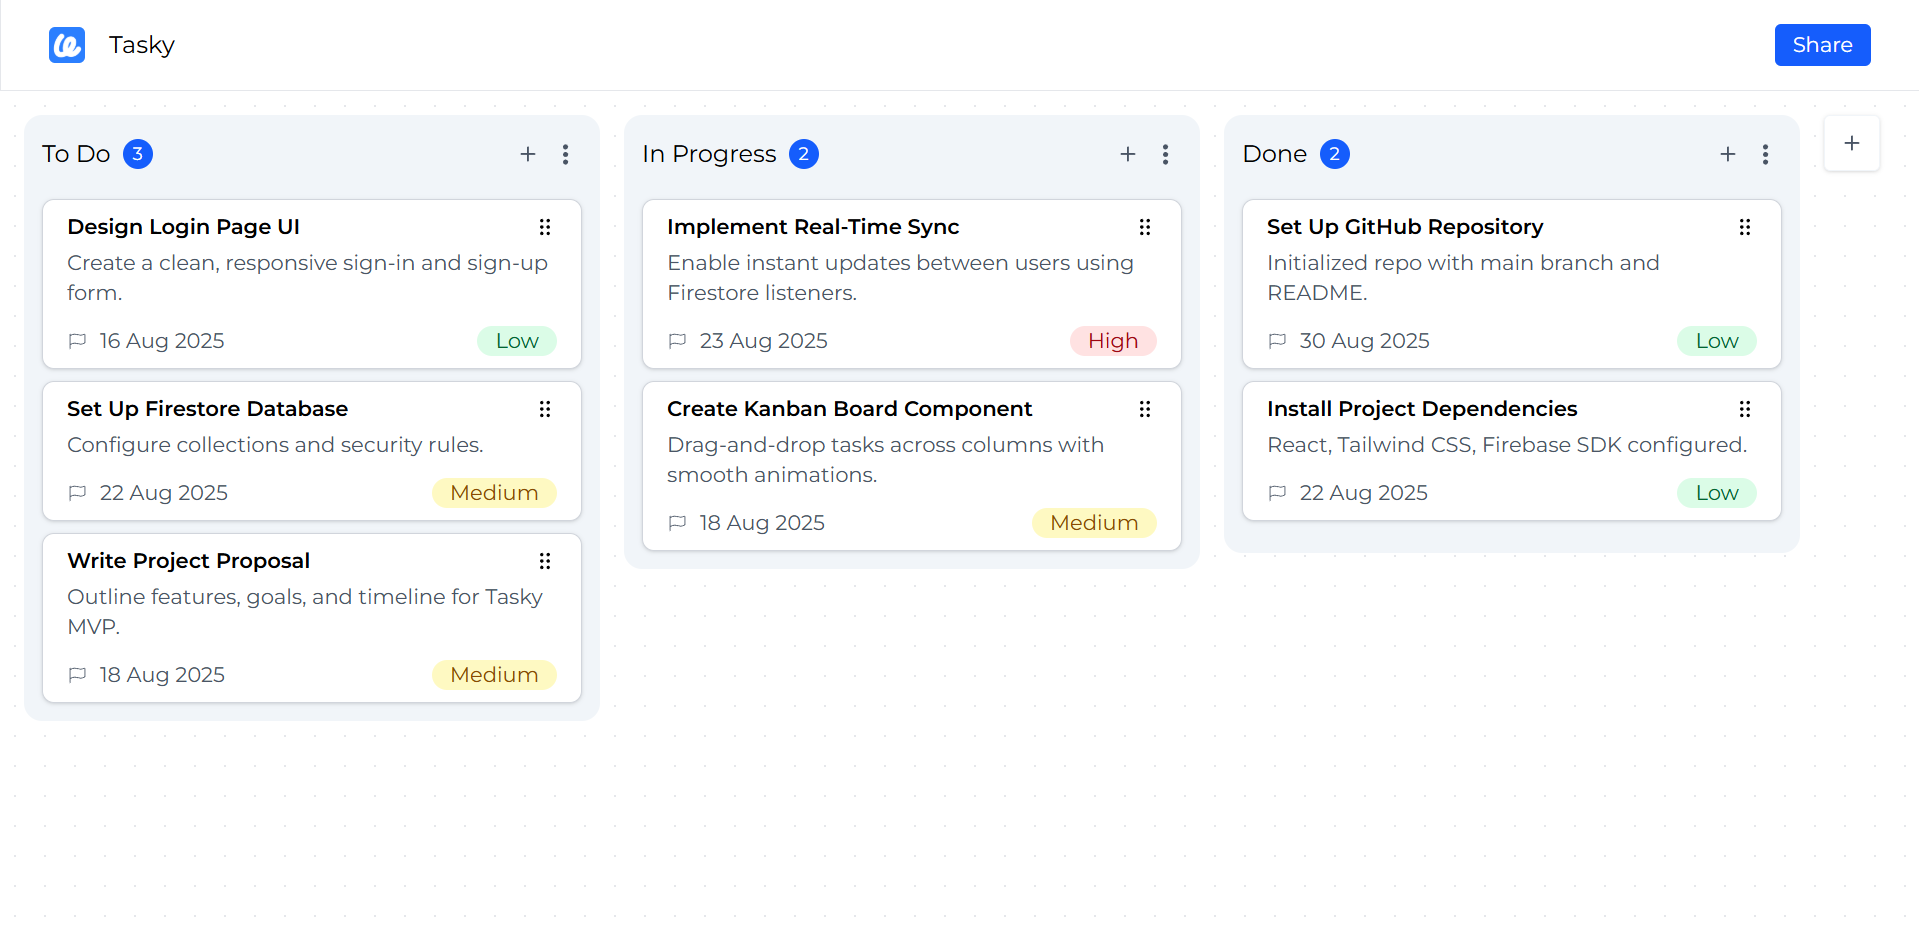 Tasky
Share
To Do 3
Design Login Page UI
Create a clean, responsive sign-in and sign-up
form.
16 Aug 2025 Low
Set Up Firestore Database
Configure collections and security rules.
22 Aug 2025 Medium
Write Project Proposal
Outline features, goals, and timeline for Tasky
MVP.
18 Aug 2025 Medium
In Progress 2
Implement Real-Time Sync
Enable instant updates between users using
Firestore listeners.
23 Aug 2025 High
Create Kanban Board Component
Drag-and-drop tasks across columns with
smooth animations.
18 Aug 2025 Medium
Done 2
Set Up GitHub Repository
Initialized repo with main branch and
README.
30 Aug 2025 Low
Install Project Dependencies
React, Tailwind CSS, Firebase SDK configured.
22 Aug 2025 Low